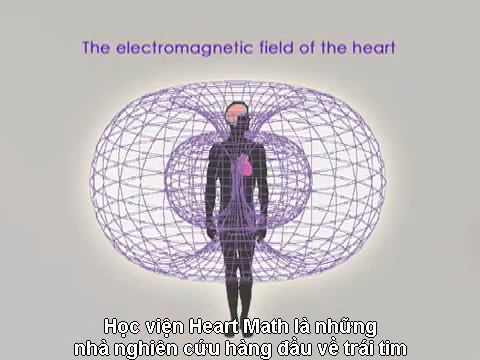 The electromagnetic field of the heart
Học viện Heart Math là những
nhà nghiên cứu hàng đầu về trái tim